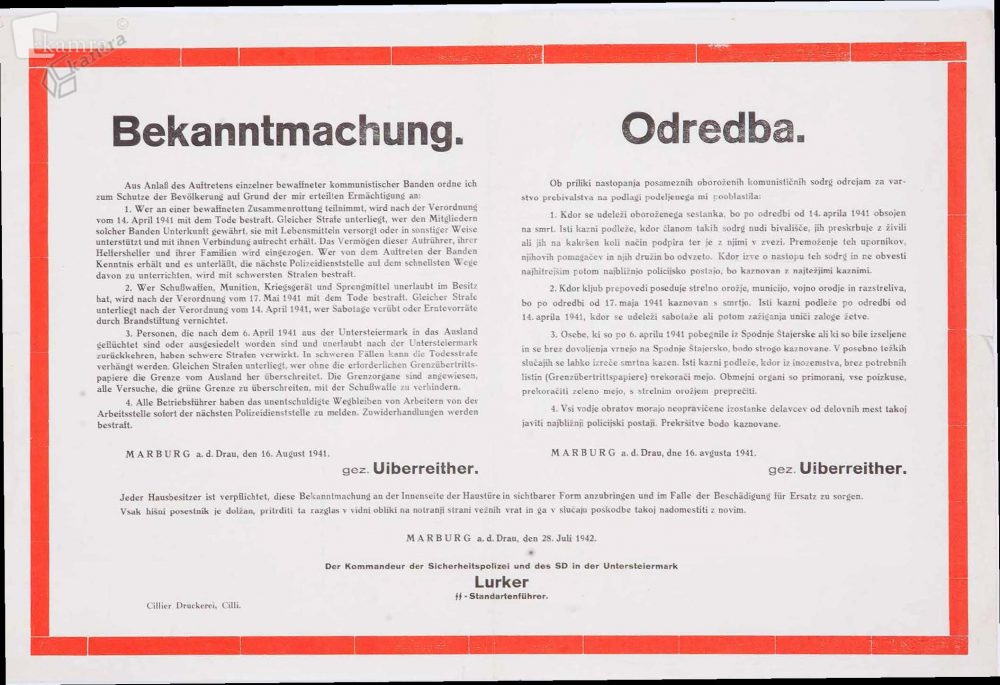 kamra
kamra
©
Bekanntmachung.
Aus Anlaß des Auftretens einzelner bewaffneter kommunistischer Banden ordne ich
zum Schutze der Bevölkerung auf Grund der mir erteilten Ermächtigung an:
1. Wer an einer bewaffneten Zusammenrottung teilnimmt, wird nach der Verordnung
vom 14. April 1941 mit dem Tode bestraft. Gleicher Strafe unterliegt, wer den Mitgliedern
solcher Banden Unterkunft gewährt, sie mit Lebensmitteln versorgt oder in sonstiger Weise
unterstützt und mit ihnen Verbindung aufrecht erhält. Das Vermögen dieser Aufrührer, ihrer
Helfershelfer und ihrer Familien wird eingezogen. Wer von dem Auftreten der Banden
Kenntnis erhält und es unterläßt, die nächste Polizeidienststelle auf dem schnellsten Wege
davon zu unterrichten, wird mit schwersten Strafen bestraft.
2. Wer Schußwaffen, Munition, Kriegsgerät und Sprengmittel unerlaubt im Besitz
hat, wird nach der Verordnung vom 17. Mai 1941 mit dem Tode bestraft. Gleicher Strafe
unterliegt nach der Verordnung vom 14. April 1941, wer Sabotage verübt oder Erntevorräte
durch Brandstiftung vernichtet.
3. Personen, die nach dem 6. April 1941 aus der Untersteiermark in das Ausland
geflüchtet sind oder ausgesiedelt worden sind und unerlaubt nach der Untersteiermark
zurückkehren, haben schwere Strafen verwirkt. In schweren Fällen kann die Todesstrafe
verhängt werden. Gleichen Strafen unterliegt, wer ohne die erforderlichen Grenzübertritts-
papiere die Grenze vom Ausland her überschreitet. Die Grenzorgane sind angewiesen,
alle Versuche, die grüne Grenze zu überschreiten, mit der Schußwaffe zu verhindern.
4. Alle Betriebsführer haben das unentschuldigte Wegbleiben von Arbeitern von der
Arbeitsstelle sofort der nächsten Polizeidienststelle zu melden. Zuwiderhandlungen werden
bestraft.
MARBURG a. d. Drau, den 16. August 1941.
gez. Uiberreither.
Odredba.
Ob priliki nastopanja posameznih oboroženih komunističnih sodrg odrejam za var-
stvo prebivalstva na podlagi podeljenega mi pooblastila:
1. Kdor se udeleži oboroženega sestanka, bo po odredbi od 14. aprila 1941 obsojen
na smrt. Isti kazni podleže, kdor članom takih sodrg nudi bivališče, jih preskrbuje z živili
ali jih na kakršen koli način podpira ter je z njimi v zvezi. Premoženje teh upornikov,
njihovih pomagačev in njih družin bo odvzeto. Kdor izve o nastopu teh sodrg in ne obvesti
najhitrejšim potom najbližnjo policijsko postajo, bo kaznovan z najtežjimi kaznimi.
2. Kdor kljub prepovedi poseduje strelno orožje, municijo, vojno orodje in razstreliva,
bo po odredbi od 17. maja 1941 kaznovan s smrtjo. Isti kazni podleže po odredbi od
14. aprila 1941, kdor se udeleži sabotaže ali potom zažiganja uniči zaloge žetve.
3. Osebe, ki so po 6. aprilu 1941 pobegnile iz Spodnje Štajerske ali ki so bile izseljene
in se brez dovoljenja vrnejo na Spodnje Štajersko, bodo strogo kaznovane. V posebno težkih
slučajih se lahko izreče smrtna kazen. Isti kazni podleže, kdor iz inozemstva, brez potrebnih
listin (Grenzübertrittspapiere) prekorači mejo. Obmejni organi so primorani, vse poizkuse,
prekoračiti zeleno mejo, s strelnim orožjem preprečiti.
4. Vsi vodje obratov morajo neopravičene izostanke delavcev od delovnih mest takoj
javiti najbližnji policijski postaji. Prekršitve bodo kaznovane.
MARBURG a. d. Drau, dne 16. avgusta 1941.
gez. Uiberreither.
Jeder Hausbesitzer ist verpflichtet, diese Bekanntmachung an der Innenseite der Haustüre in sichtbarer Form anzubringen und im Falle der Beschädigung für Ersatz zu sorgen.
Vsak hišni posestnik je dolžan, pritrditi ta razglas v vidni obliki na notranji strani vežnih vrat in ga v slučaju poškodbe takoj nadomestiti z novim.
MARBURG a. d. Drau, den 28. Juli 1942.
Der Kommandeur der Sicherheitspolizei und des SD in der Untersteiermark
Lurker
ᛋᛋ-Standartenführer.
Cillier Druckerei, Cilli.